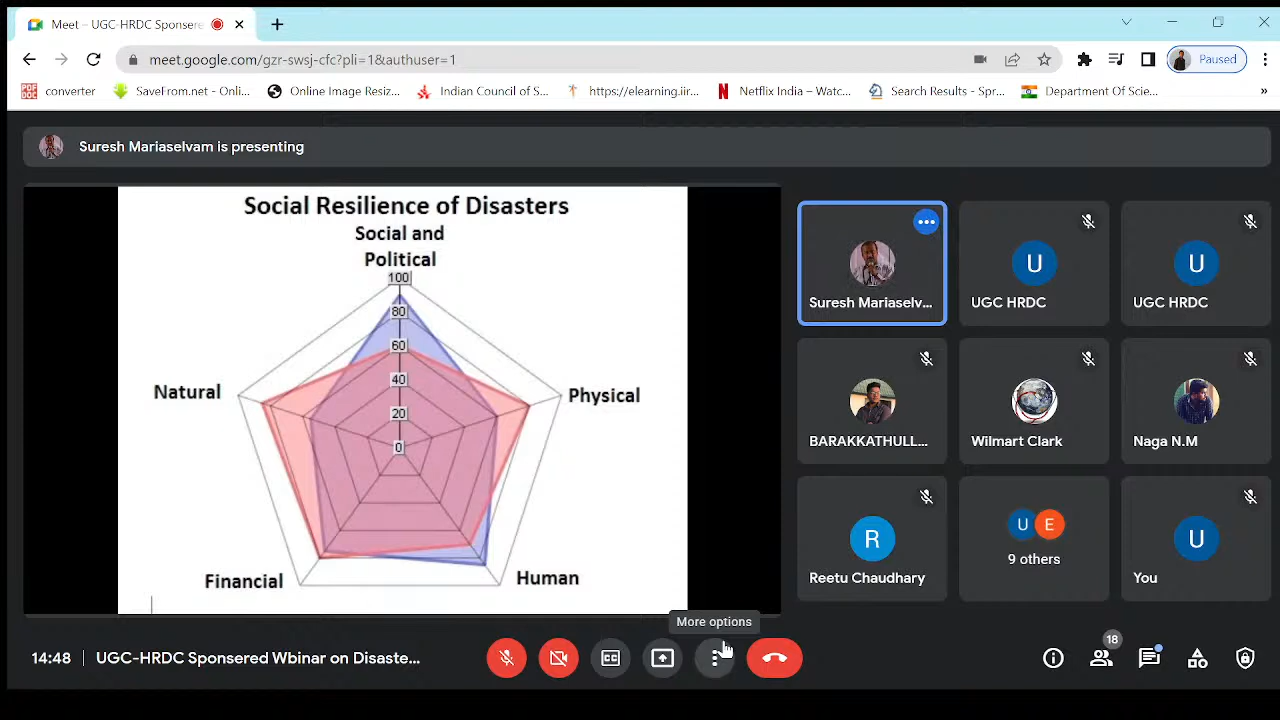 Meet – UGC-HRDC Sponsere
meet.google.com/gzr-swsj-cfc?pli=1&authuser=1
Paused
converter
SaveFrom.net - Onli...
Online Image Resiz...
Indian Council of S...
https://elearning.iir...
Netflix India – Watc...
Search Results - Spr...
Department Of Scie...
»
Suresh Mariaselvam is presenting
Social Resilience of Disasters
Social and
Political
100
80
60
40
20
0
Natural
Physical
Financial
Human
Suresh Mariaselv...
U
UGC HRDC
U
UGC HRDC
BARAKKATHULL...
Wilmart Clark
Naga N.M
R
Reetu Chaudhary
U E
9 others
U
You
More options
14:48 | UGC-HRDC Sponsered Wbinar on Disaste...
18